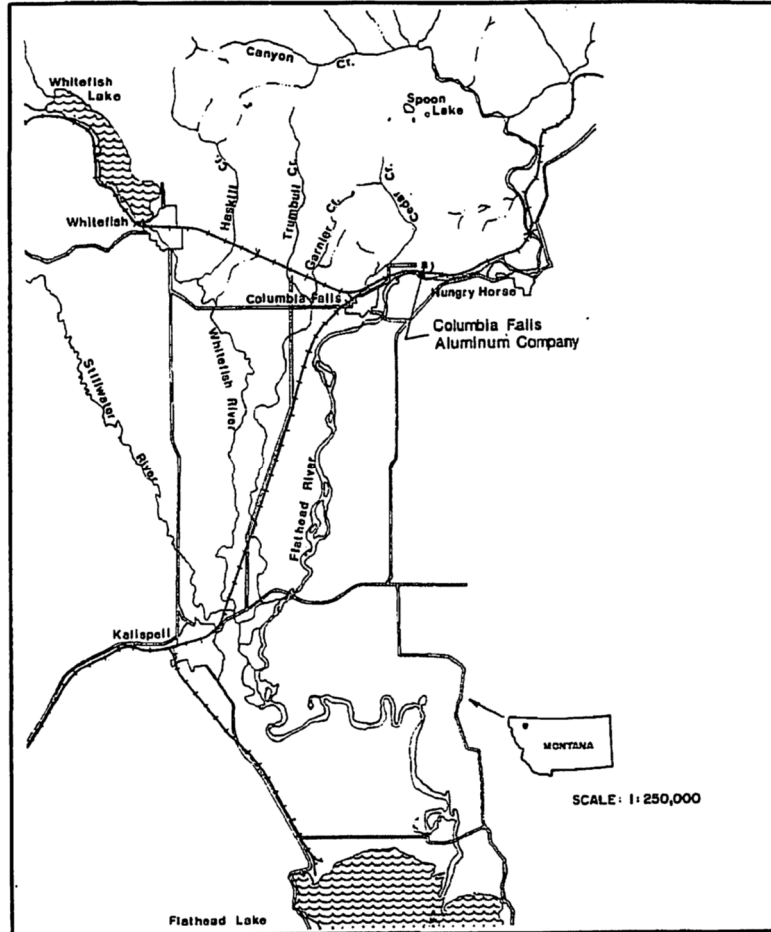 Canyon Cr.
Whitefish
Lake
Spoon
Lake
Haskill Cr.
Trumbull Cr.
Garnier Cr.
Cedar Cr.
Whitefish
Columbia Falls
Hungry Horse
Columbia Falls
Aluminum Company
Whitefish River
Stillwater River
Flathead River
Kalispell
MONTANA
SCALE: 1:250,000
Flathead Lake